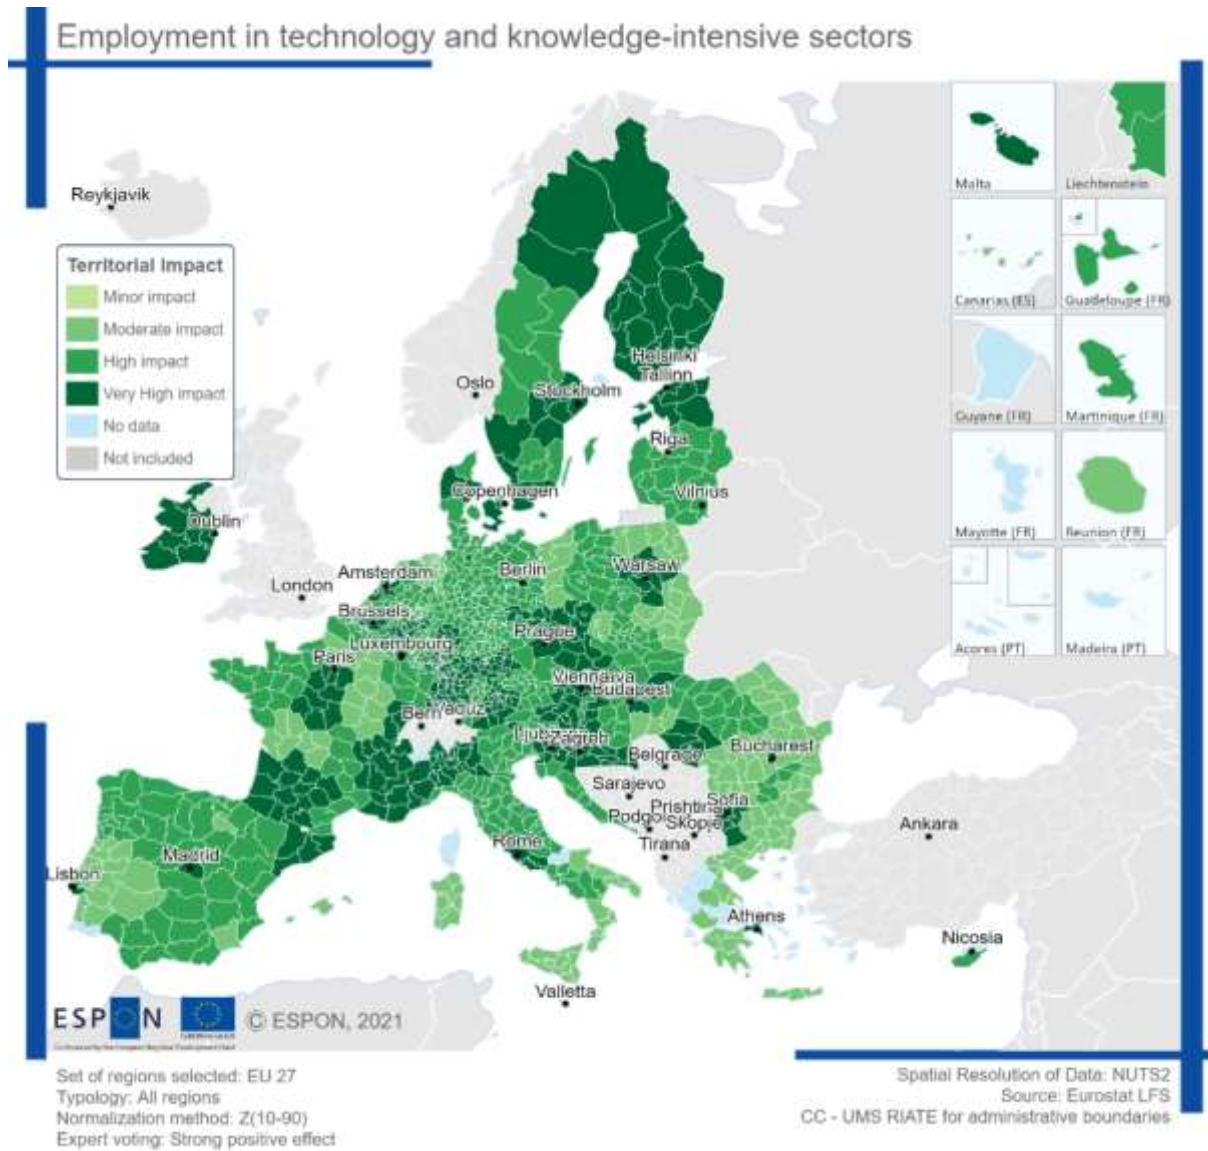 Employment in technology and knowledge-intensive sectors
Malta
Liechtenstein
Reykjavik
Territorial Impact
Minor impact
Moderate impact
High impact
Very High impact
No data
Not included
Canarias (ES)
Guadeloupe (FR)
Helsinki
Tallinn
Oslo
Stockholm
Guyane (FR)
Martinique (FR)
Riga
Copenhagen
Vilnius
Dublin
Mayotte (FR)
Reunion (FR)
Amsterdam
Berlin
Warsaw
London
Brussels
Prague
Luxembourg
Paris
Acores (PT)
Madeira (PT)
Vienna
Budapest
Bern
Vaduz
Zagreb
Belgrade
Bucharest
Sarajevo
Sofia
Prishtina
Skopje
Tirana
Ankara
Rome
Madrid
Lisbon
Athens
Nicosia
Valletta
ESPON
© ESPON, 2021
Set of regions selected: EU 27
Typology: All regions
Normalization method: Z(10-90)
Expert voting: Strong positive effect
Spatial Resolution of Data: NUTS2
Source: Eurostat LFS
CC - UMS RIATE for administrative boundaries